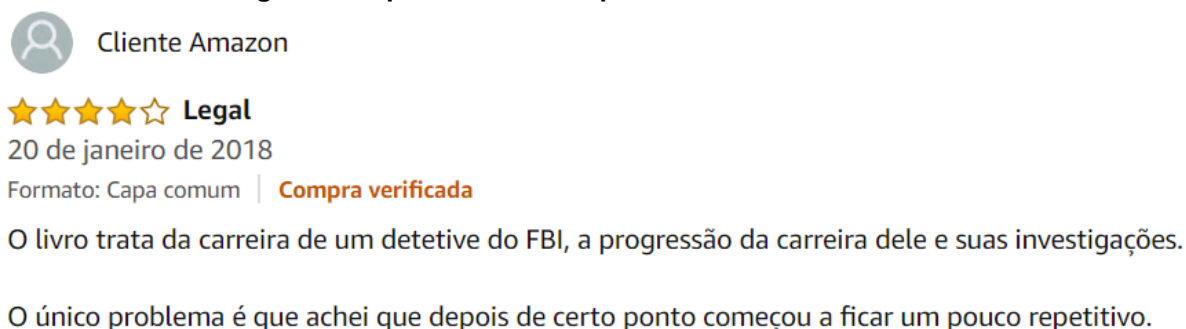 Cliente Amazon
Legal
20 de janeiro de 2018
Formato: Capa comum | Compra verificada
O livro trata da carreira de um detetive do FBI, a progressão da carreira dele e suas investigações.
O único problema é que achei que depois de certo ponto começou a ficar um pouco repetitivo.